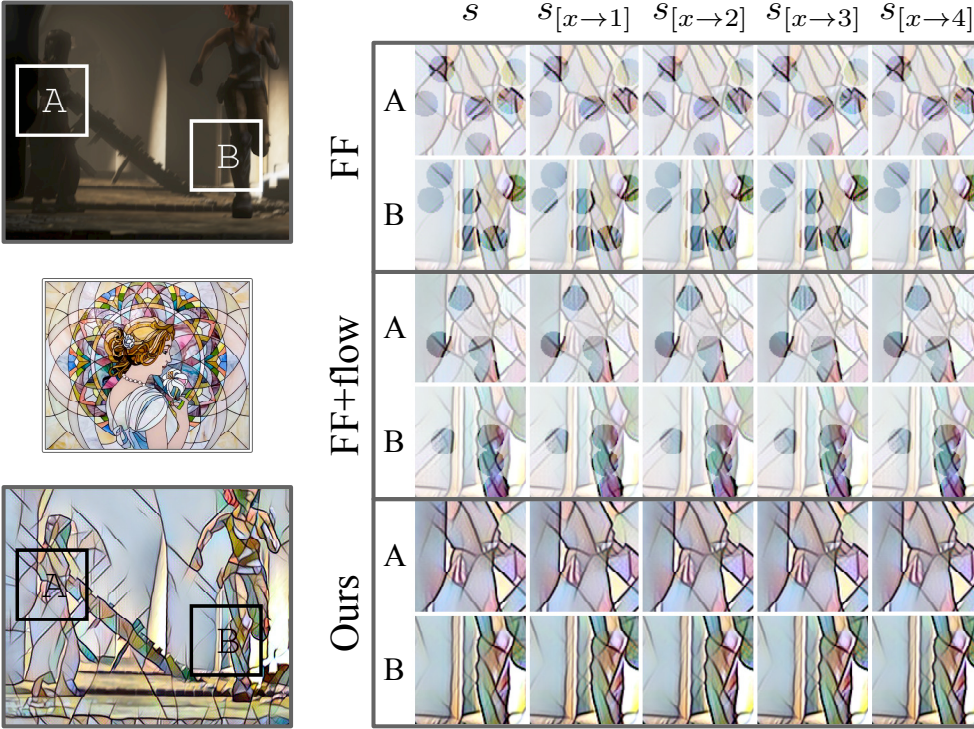 A
B
A
B
s s[x→1] s[x→2] s[x→3] s[x→4]
FF
A
B
FF+flow
A
B
Ours
A
B